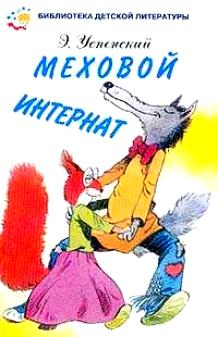 БИБЛИОТЕКА ДЕТСКОЙ ЛИТЕРАТУРЫ
Э. Успенский
МЕХОВОЙ
ИНТЕРНАТ